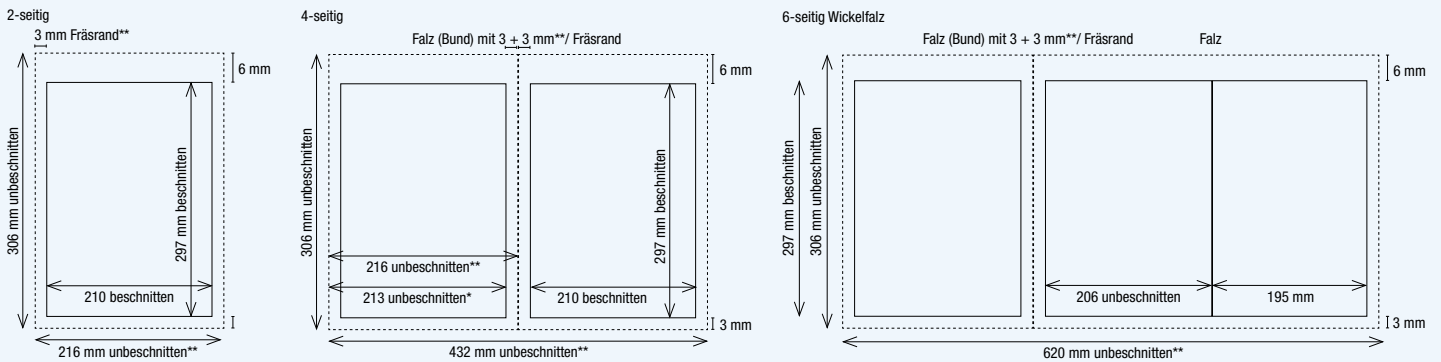 2-seitig
3 mm Fräsrand**
6 mm
306 mm unbeschnitten
297 mm beschnitten
210 beschnitten
216 mm unbeschnitten**
4-seitig
Falz (Bund) mit 3 + 3 mm**/ Fräsrand
6 mm
306 mm unbeschnitten
297 mm beschnitten
216 unbeschnitten**
213 unbeschnitten*
210 beschnitten
3 mm
432 mm unbeschnitten**
6-seitig Wickelfalz
Falz (Bund) mit 3 + 3 mm**/ Fräsrand
Falz
6 mm
297 mm beschnitten
306 mm unbeschnitten
206 unbeschnitten
195 mm
3 mm
620 mm unbeschnitten**